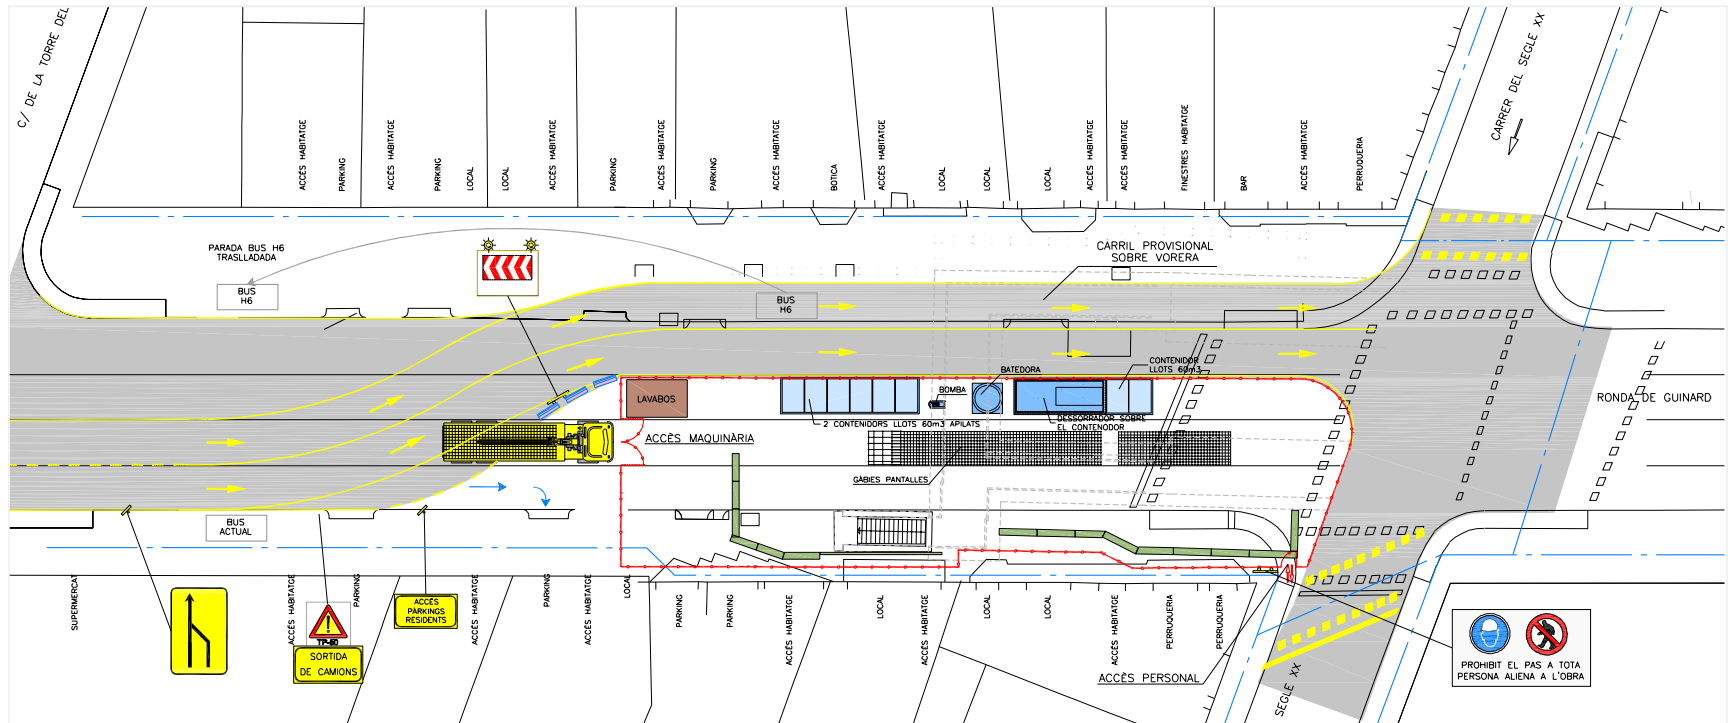 C/ DE LA TORRE DEL
CARRER DEL SEGLE XX
ACCÉS HABITATGE
PARKING
ACCÉS HABITATGE
PARKING
LOCAL
LOCAL
ACCÉS HABITATGE
PARKING
ACCÉS HABITATGE
PARKING
ACCÉS HABITATGE
BOTICA
ACCÉS HABITATGE
LOCAL
LOCAL
LOCAL
ACCÉS HABITATGE
ACCÉS HABITATGE
FINESTRES HABITATGE
BAR
ACCÉS HABITATGE
PERRUQUERIA
PARADA BUS H6
TRASLLADADA
CARRIL PROVISIONAL
SOBRE VORERA
BUS
H6
BUS
H6
BATEDORA
CONTENIDOR
LLOTS 60m3
LAVABOS
BOMBA
RONDA DE GUINARD
2 CONTENIDORS LLOTS 60m3 APILATS
DESSORRADOR SOBRE
EL CONTENIDOR
ACCÈS MAQUINÀRIA
GÀBIES PANTALLES
BUS
ACTUAL
SUPERMERCAT
ACCÉS HABITATGE
PARKING
ACCÉS HABITATGE
PARKING
ACCÉS HABITATGE
LOCAL
PARKING
PARKING
ACCÉS HABITATGE
LOCAL
ACCÉS HABITATGE
LOCAL
LOCAL
ACCÉS HABITATGE
PERRUQUERIA
PERRUQUERIA
ACCÉS
PARKINGS
RESIDENTS
TP-50
SORTIDA
DE CAMIONS
ACCÈS PERSONAL
SEGLE XX
PROHIBIT EL PAS A TOTA
PERSONA ALIENA A L'OBRA